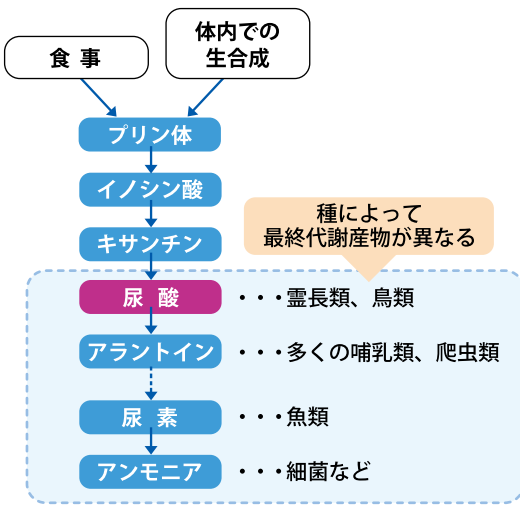 食 事
体内での
生合成
プリン体
イノシン酸
キサンチン
種によって
最終代謝産物が異なる
尿 酸 ・・・霊長類、鳥類
アラントイン ・・・多くの哺乳類、爬虫類
尿 素 ・・・魚類
アンモニア ・・・細菌など